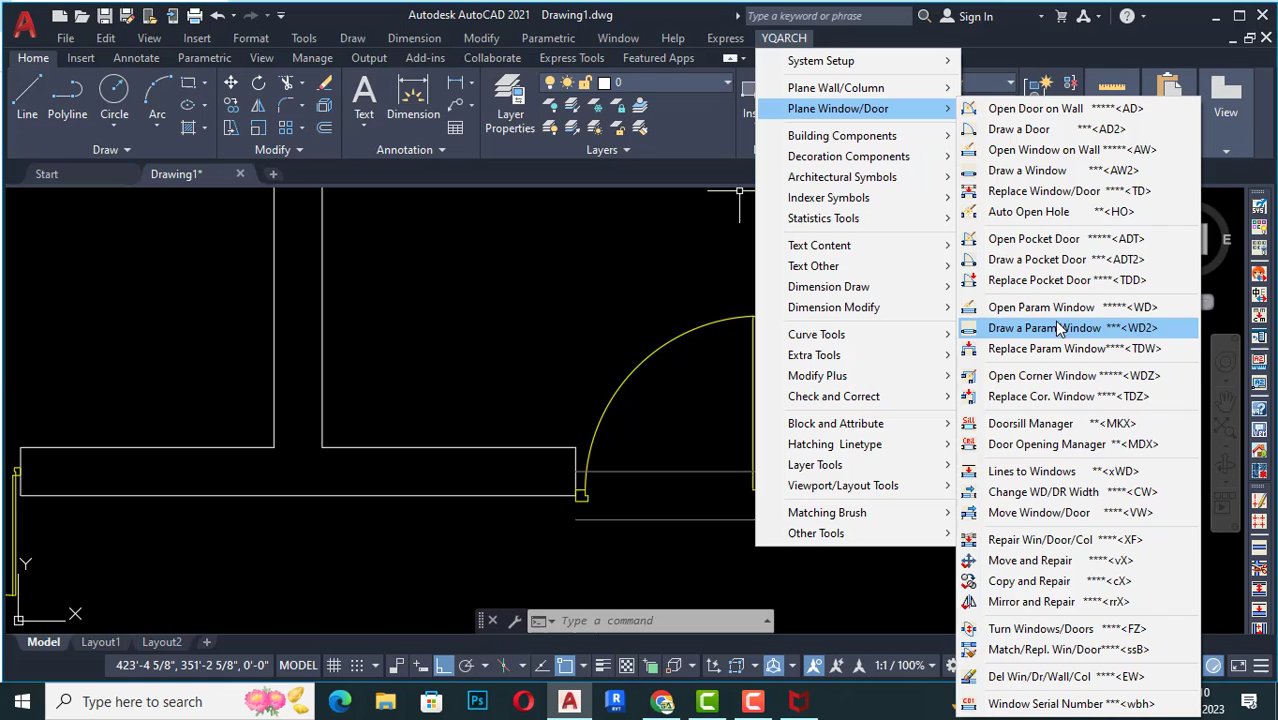 Autodesk AutoCAD 2021 Drawing1.dwg
Type a keyword or phrase
Sign In
File Edit View Insert Format Tools Draw Dimension Modify Parametric Window Help Express YQARCH
Home Insert Annotate Parametric View Manage Output Add-ins Collaborate Express Tools Featured Apps
Line Polyline Circle Arc
Text Dimension
Layer
Properties
0
View
Draw Modify Annotation Layers
Start Drawing1*
System Setup
Plane Wall/Column
Plane Window/Door
Building Components
Decoration Components
Architectural Symbols
Indexer Symbols
Statistics Tools
Text Content
Text Other
Dimension Draw
Dimension Modify
Curve Tools
Extra Tools
Modify Plus
Check and Correct
Block and Attribute
Hatching Linetype
Layer Tools
Viewport/Layout Tools
Matching Brush
Other Tools
Open Door on Wall *****<AD>
Draw a Door ***<AD2>
Open Window on Wall *****<AW>
Draw a Window ***<AW2>
Replace Window/Door ****<TD>
Auto Open Hole **<HO>
Open Pocket Door ****<ADT>
Draw a Pocket Door ***<ADT2>
Replace Pocket Door ****<TDD>
Open Param Window *****<WD>
Draw a Param Window ***<WD2>
Replace Param Window****<TDW>
Open Corner Window *****<WDZ>
Replace Cor. Window ****<TDZ>
Doorsill Manager **<MKX>
Door Opening Manager **<MDX>
Lines to Windows **<xWD>
Change WD/DR Width ****<CW>
Move Window/Door ****<VW>
Repair Win/Door/Col ****<XF>
Move and Repair ****<vX>
Copy and Repair ****<cX>
Mirror and Repair ****<rrX>
Turn Windows/Doors ****<FZ>
Match/Repl. Win/Door****<ssB>
Del Win/Dr/Wall/Col ****<EW>
Window Serial Number ***<wbh>
E
Y
X
Type a command
Model Layout1 Layout2
423'-4 5/8", 351'-2 5/8", 0'-0" MODEL 1:1 / 100%
Type here to search
2023